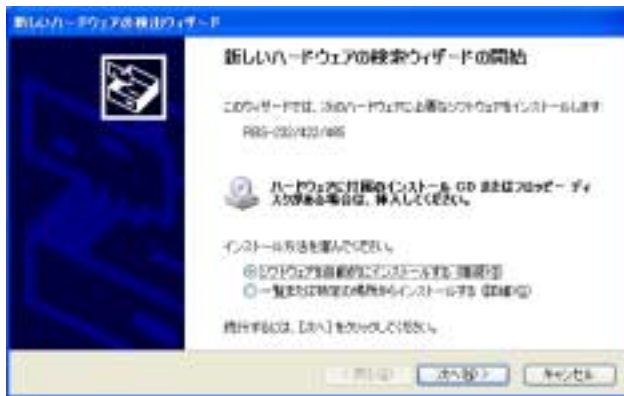 新しいハードウェアの検出ウィザード
新しいハードウェアの検索ウィザードの開始
このウィザードでは、次のハードウェアに必要なソフトウェアをインストールします:
-232/422/485
ハードウェアに付属のインストール CD またはフロッピー ディ
スクがある場合は、挿入してください。
インストール方法を選んでください。
ソフトウェアを自動的にインストールする (推奨)(I)
一覧または特定の場所からインストールする (詳細)(S)
続行するには、[次へ] をクリックしてください。
< 戻る(B)
次へ(N) >
キャンセル